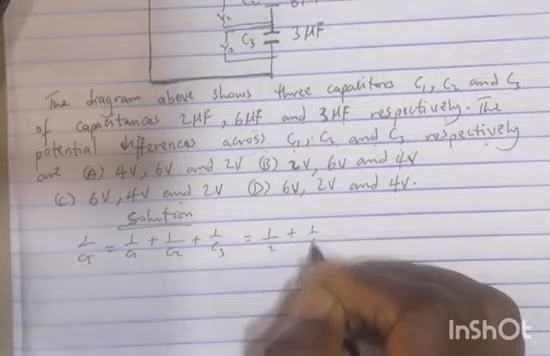 V₂
V₃ C₃ 3 µF
The diagram above shows three capacitors C₁, C₂ and C₃
of capacitances 2µF, 6µF and 3µF respectively. The
potential differences across C₁, C₂ and C₃ respectively
are (A) 4V, 6V and 2V (B) 2V, 6V and 4V
(C) 6V, 4V and 2V (D) 6V, 2V and 4V.
Solution
1/C_T = 1/C₁ + 1/C₂ + 1/C₃ = 1/2 + 1/
InShOt